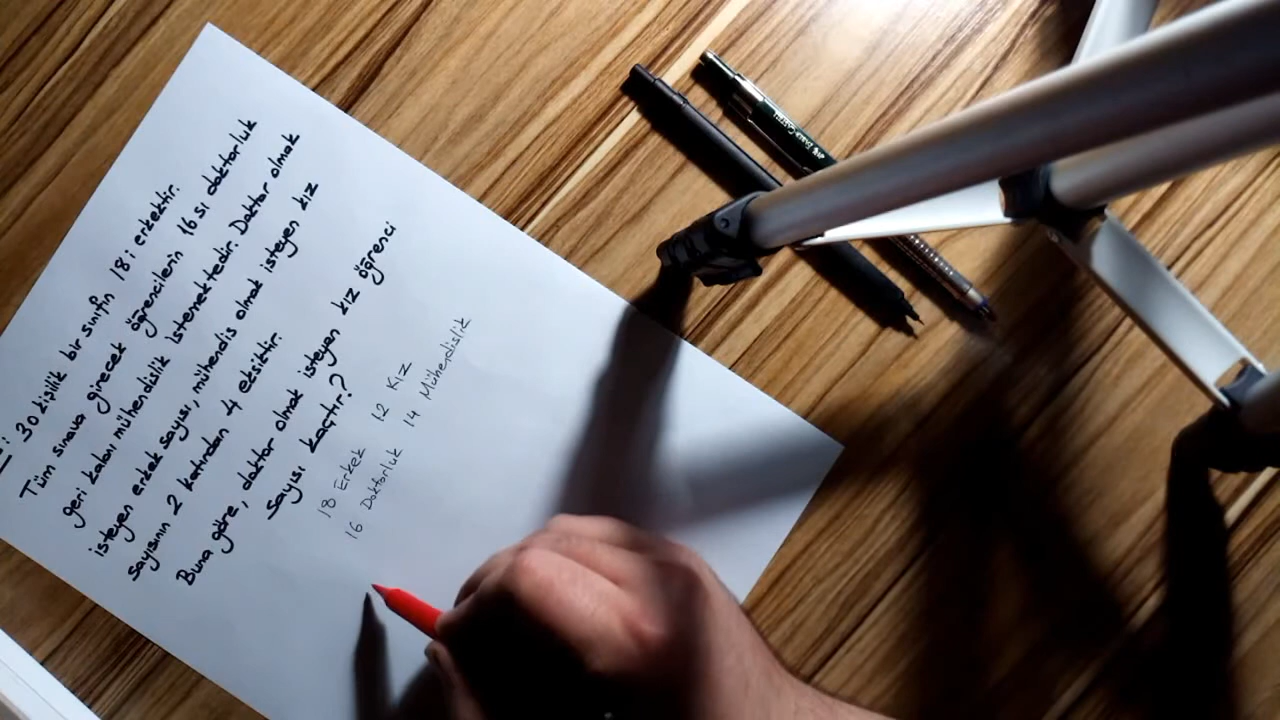 : 30 kişilik bir sınıfın 18'i erkektir.
Tüm sınava girecek öğrencilerin 16 sı doktorluk
geri kalanı mühendislik istemektedir. Doktor olmak
isteyen erkek sayısı, mühendis olmak isteyen kız
sayısının 2 katından 4 eksiktir.
Buna göre, doktor olmak isteyen kız öğrenci
sayısı kaçtır?
18 Erkek 12 Kız
16 Doktorluk 14 Mühendislik